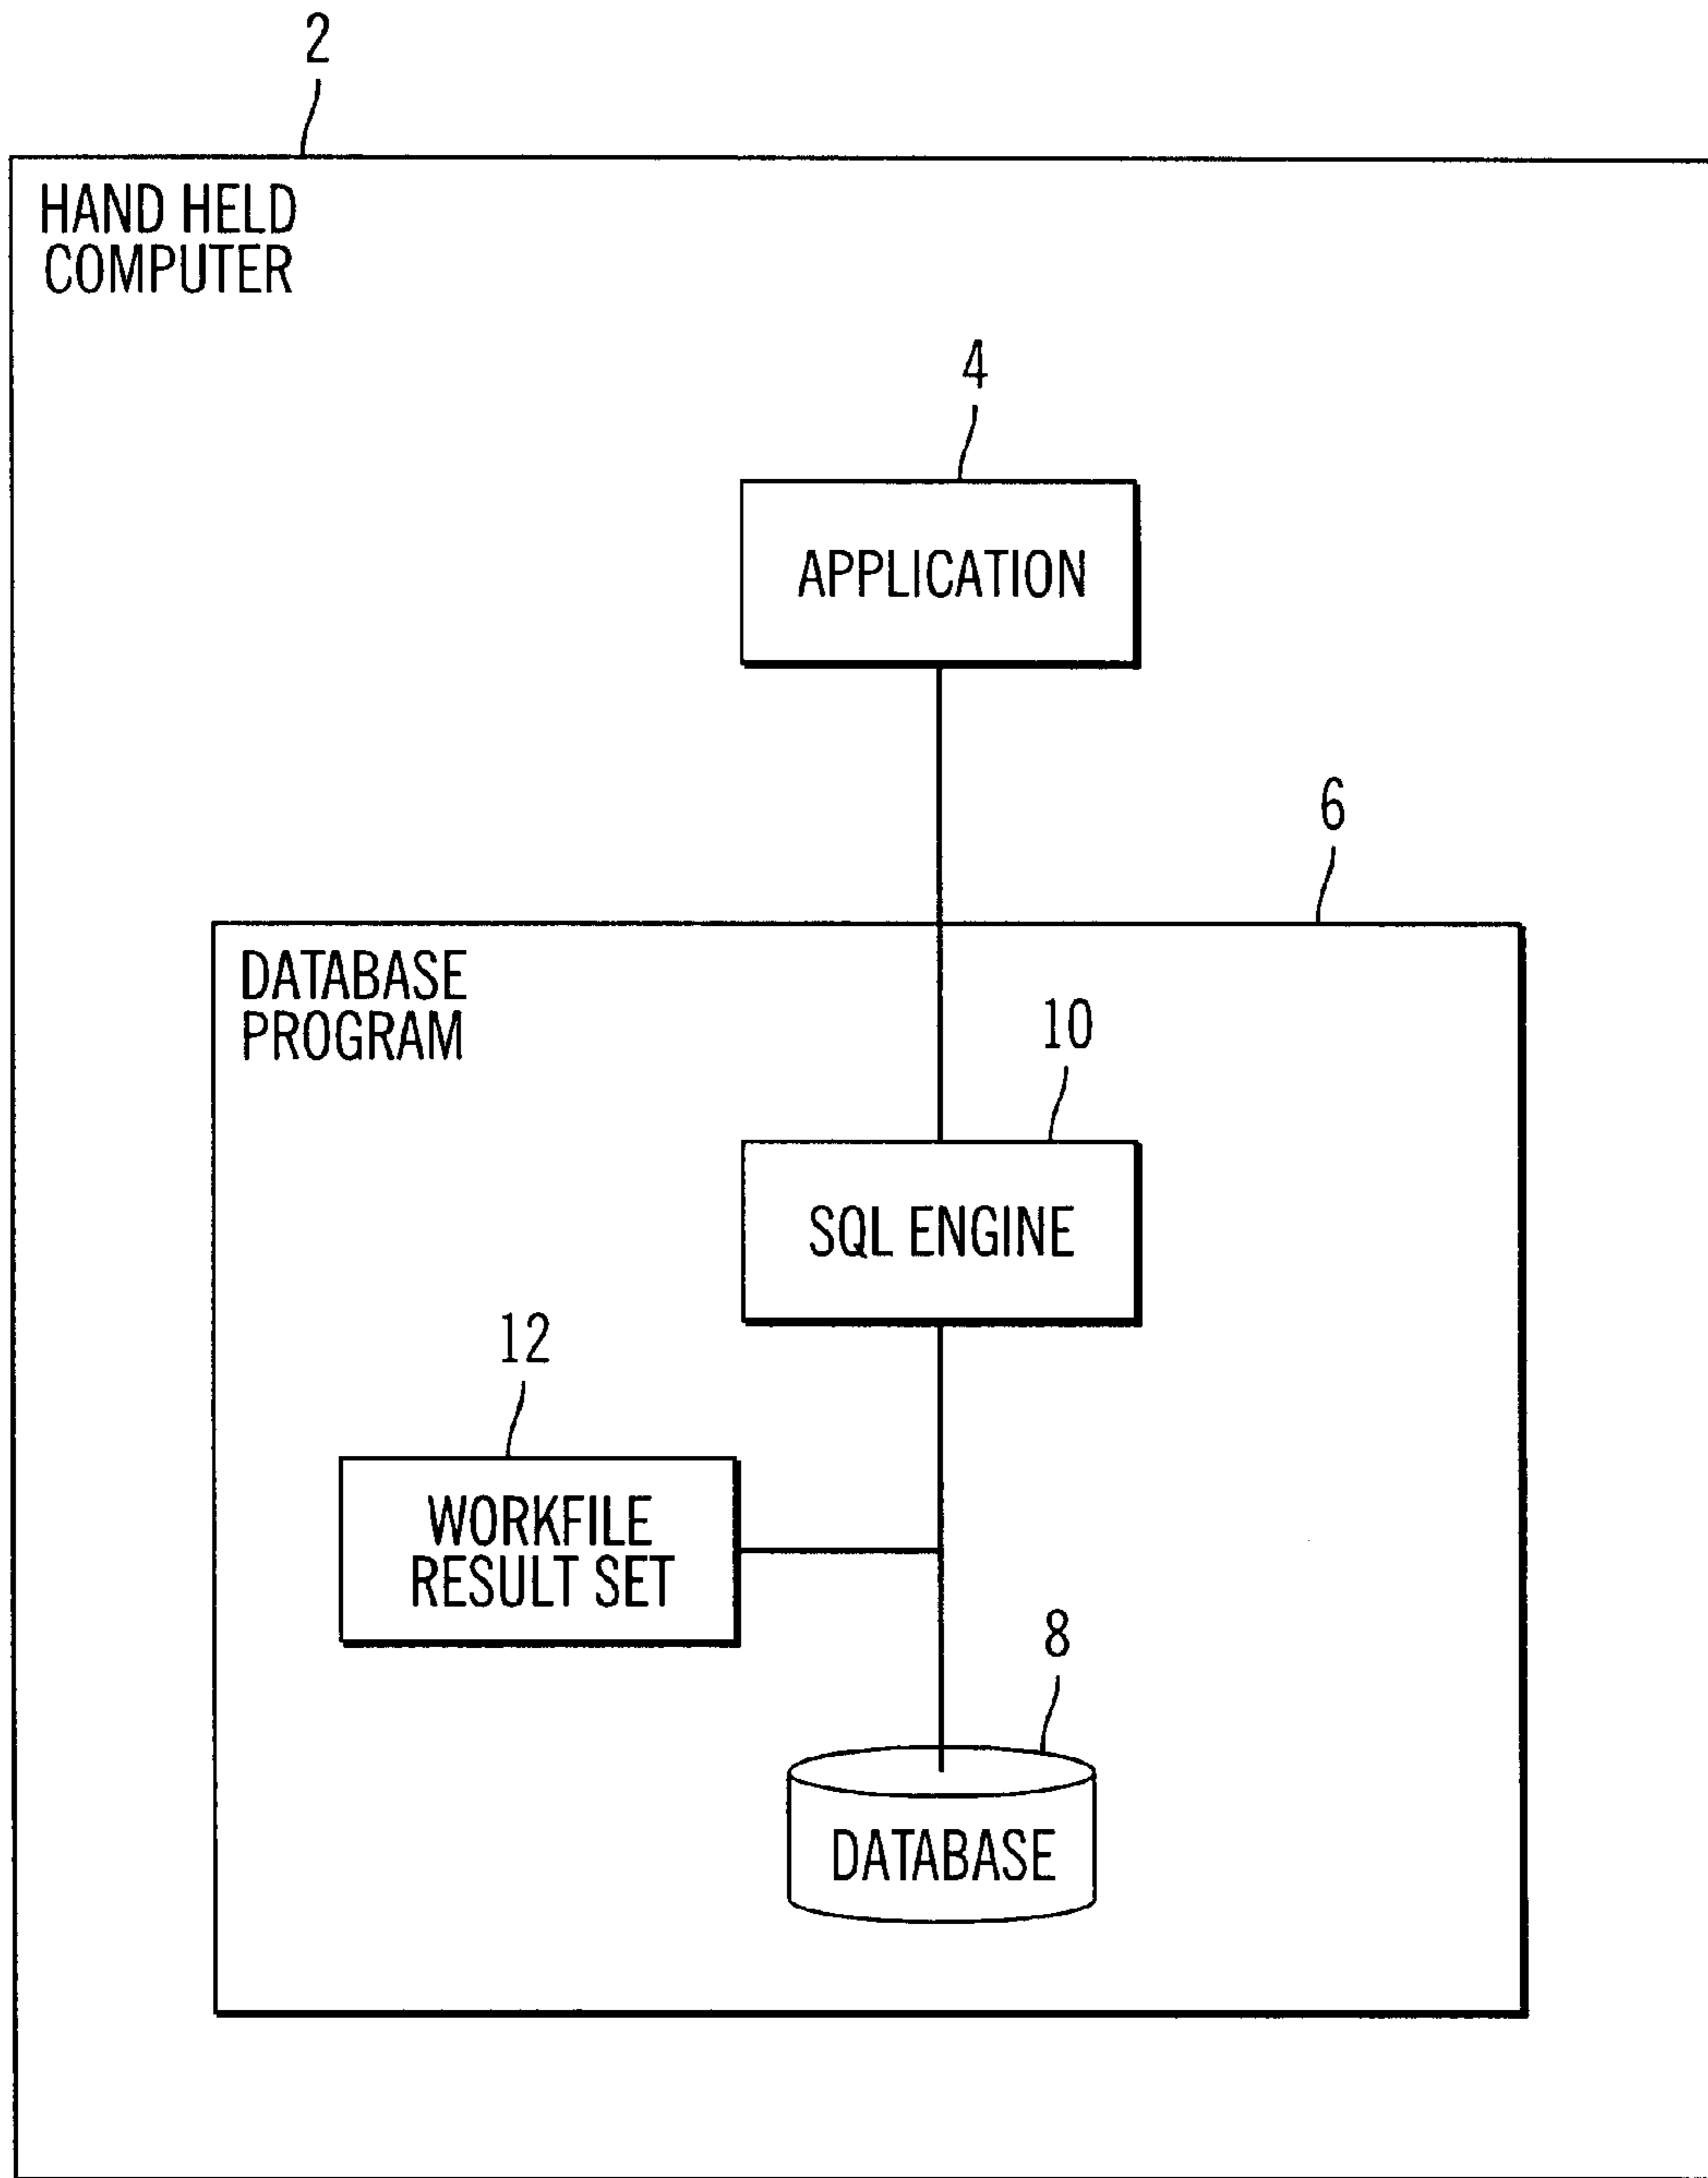 2
HAND HELD
COMPUTER
4
APPLICATION
6
DATABASE
PROGRAM
10
SQL ENGINE
12
WORKFILE
RESULT SET
8
DATABASE